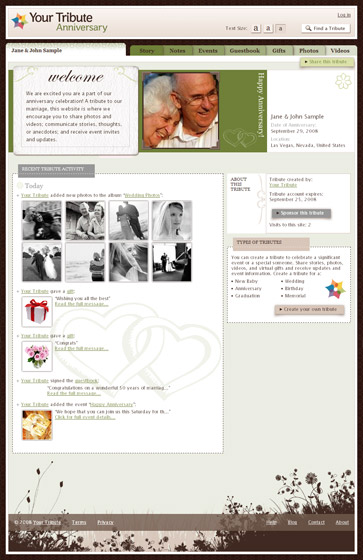 Your Tribute
Anniversary
Log In
Text Size: a a a
Find a Tribute
Jane & John Sample
Story Notes Events Guestbook Gifts Photos Videos
Share this tribute
welcome
We are excited you are a part of our
anniversary celebration! A tribute to our
marriage, this website is where we
encourage you to share photos and
videos; communicate stories, thoughts,
or anecdotes; and receive event invites
and updates.
Happy Anniversary!
Jane & John Sample
Date of Anniversary
September 29, 2008
Location
Las Vegas, Nevada, United States
RECENT TRIBUTE ACTIVITY
Today
Your Tribute added new photos to the album "Wedding Photos":
Your Tribute gave a gift:
"Wishing you all the best"
Read the full message...
Your Tribute gave a gift:
"Congrats"
Read the full message...
Your Tribute signed the guestbook:
"Congratulations on a wonderful 50 years of marriag..."
Read the full message...
Your Tribute added the event "Happy Anniversary":
"We hope that you can join us this Saturday for th..."
Click for full event details...
ABOUT
THIS
TRIBUTE
Tribute created by:
Your Tribute
Tribute account expires:
September 25, 2008
Sponsor this tribute
Visits to this site: 2
TYPES OF TRIBUTES
You can create a tribute to celebrate a significant
event or a special someone. Share stories, photos,
videos, and virtual gifts and receive updates and
event information. Create a tribute for a:
• New Baby • Wedding
• Anniversary • Birthday
• Graduation • Memorial
Create your own tribute
© 2008 Your Tribute Terms Privacy
Help Blog Contact About